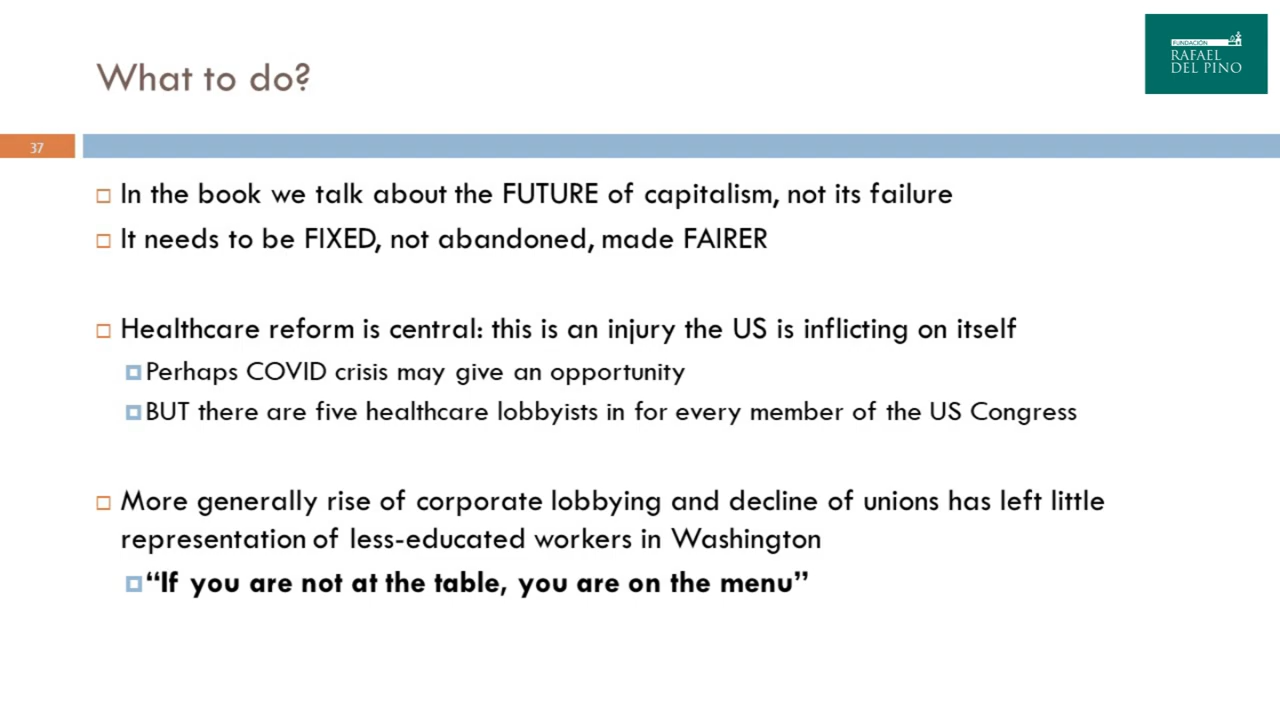 What to do?
FUNDACIÓN
RAFAEL
DEL PINO
37
In the book we talk about the FUTURE of capitalism, not its failure
It needs to be FIXED, not abandoned, made FAIRER
Healthcare reform is central: this is an injury the US is inflicting on itself
Perhaps COVID crisis may give an opportunity
BUT there are five healthcare lobbyists in for every member of the US Congress
More generally rise of corporate lobbying and decline of unions has left little
representation of less-educated workers in Washington
“If you are not at the table, you are on the menu”